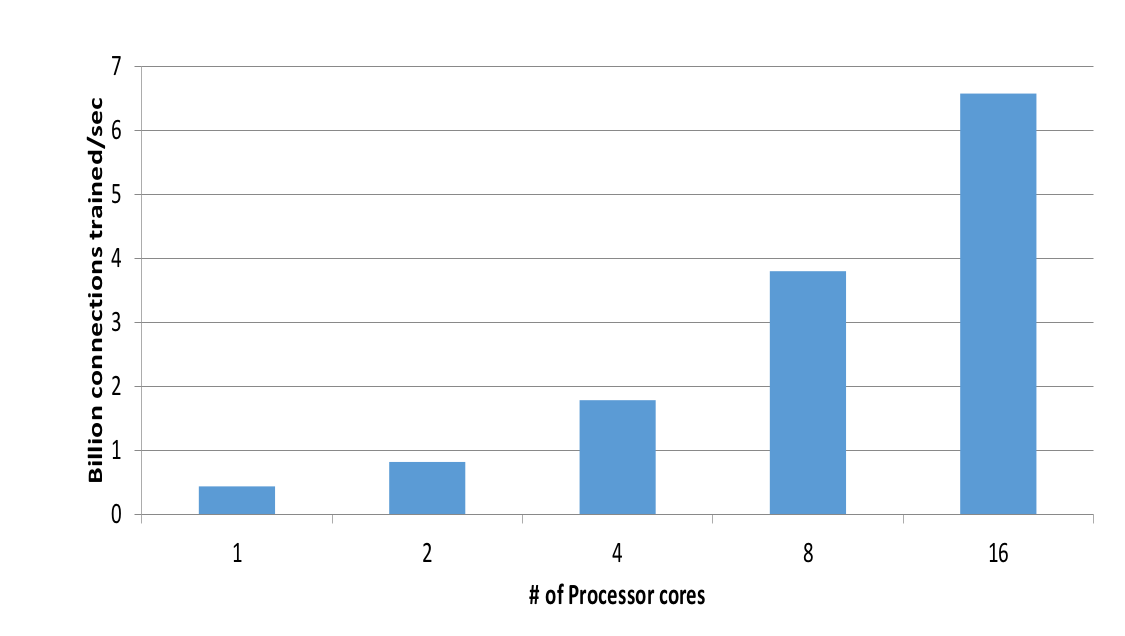 Billion connections trained/sec
7
6
5
4
3
2
1
0
1 2 4 8 16
# of Processor cores